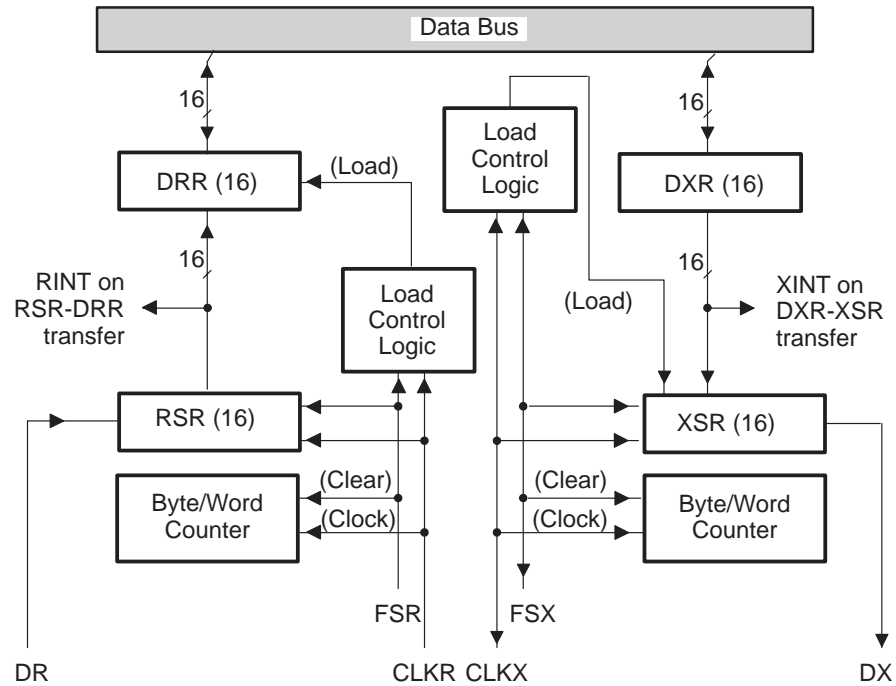 Data Bus
16
16
Load
Control
Logic
DRR (16)
(Load)
DXR (16)
16
16
RINT on
RSR-DRR
transfer
Load
Control
Logic
(Load)
XINT on
DXR-XSR
transfer
RSR (16)
XSR (16)
Byte/Word
Counter
(Clear)
(Clock)
(Clear)
(Clock)
Byte/Word
Counter
FSR
FSX
DR
CLKR
CLKX
DX